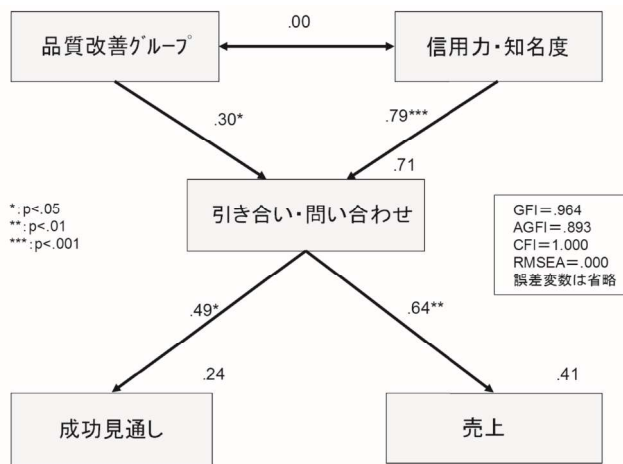 .00
品質改善ｸﾞﾙｰﾌﾟ
信用力・知名度
.30*
.79***
.71
引き合い・問い合わせ
*:p<.05
**:p<.01
***:p<.001
GFI＝.964
AGFI＝.893
CFI＝1.000
RMSEA＝.000
誤差変数は省略
.49*
.64**
.24
.41
成功見通し
売上